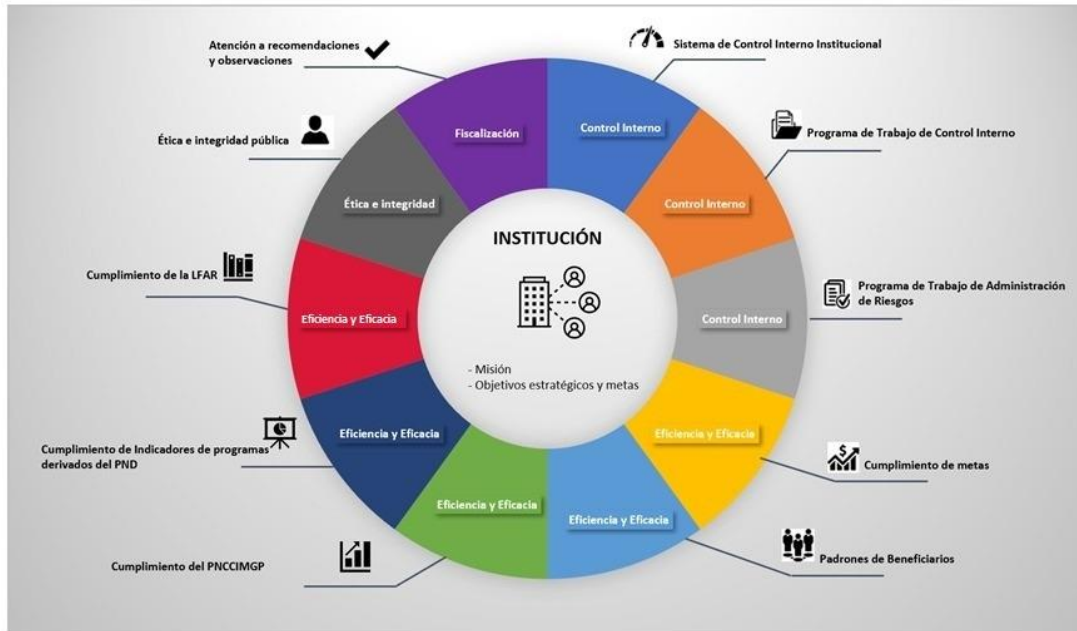 Atención a recomendaciones
y observaciones
Sistema de Control Interno Institucional
Fiscalización
Control Interno
Ética e integridad pública
Programa de Trabajo de Control Interno
Ética e integridad
Control Interno
INSTITUCIÓN
Cumplimiento de la LFAR
Programa de Trabajo de Administración
de Riesgos
Eficiencia y Eficacia
Control Interno
- Misión
- Objetivos estratégicos y metas
Eficiencia y Eficacia
Eficiencia y Eficacia
Cumplimiento de Indicadores de programas
derivados del PND
Cumplimiento de metas
Eficiencia y Eficacia
Eficiencia y Eficacia
Cumplimiento del PNCCIMGP
Padrones de Beneficiarios